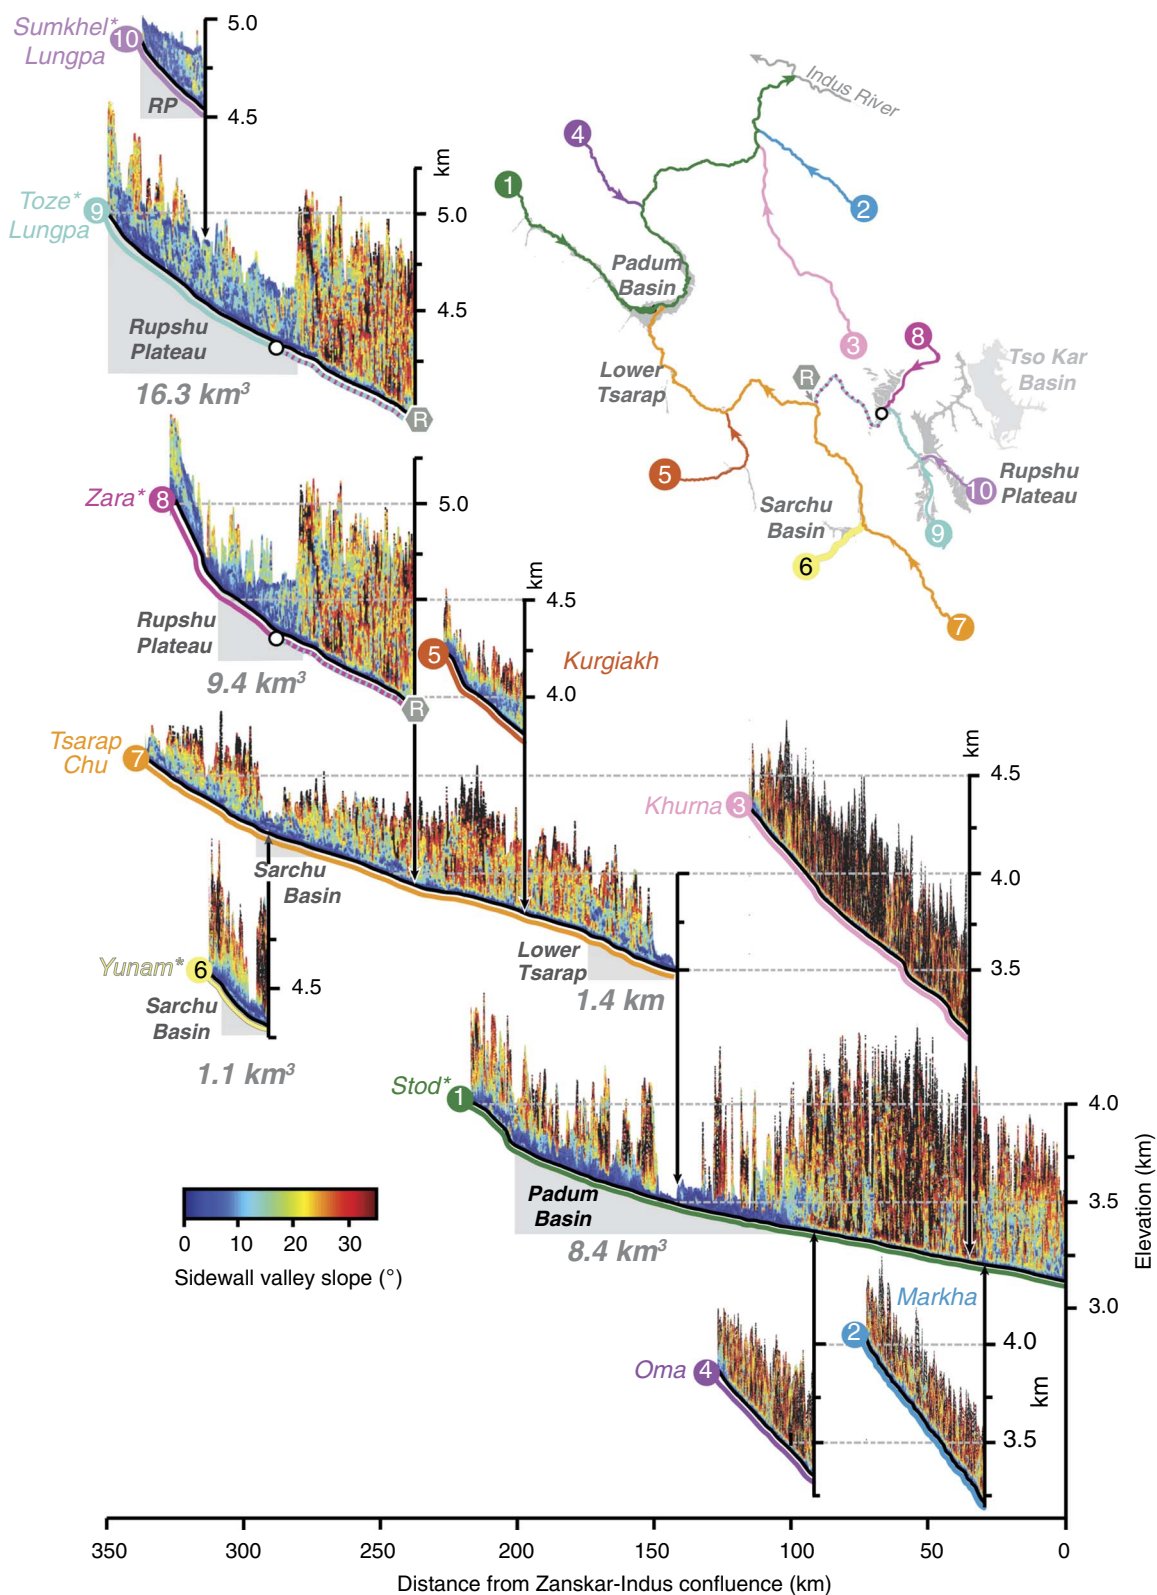 Sumkhel*
Lungpa
10
5.0
4.5
RP
km
Toze*
Lungpa
9
5.0
4.5
Rupshu
Plateau
16.3 km³
R
Indus River
4
1
2
Padum
Basin
3
8
Lower
Tsarap
R
Tso Kar
Basin
5
10
Rupshu
Plateau
Sarchu
Basin
9
6
7
Zara*
8
5.0
km
4.5
4.0
Rupshu
Plateau
9.4 km³
R
5
Kurgiakh
Tsarap
Chu
7
Sarchu
Basin
Lower
Tsarap
1.4 km
Khurna
3
km
4.5
4.0
3.5
Yunam*
6
4.5
Sarchu
Basin
1.1 km³
Stod*
1
4.0
3.5
3.0
Elevation (km)
Padum
Basin
8.4 km³
0
10
20
30
Sidewall valley slope (°)
Markha
2
4.0
3.5
km
Oma
4
350
300
250
200
150
100
50
0
Distance from Zanskar-Indus confluence (km)